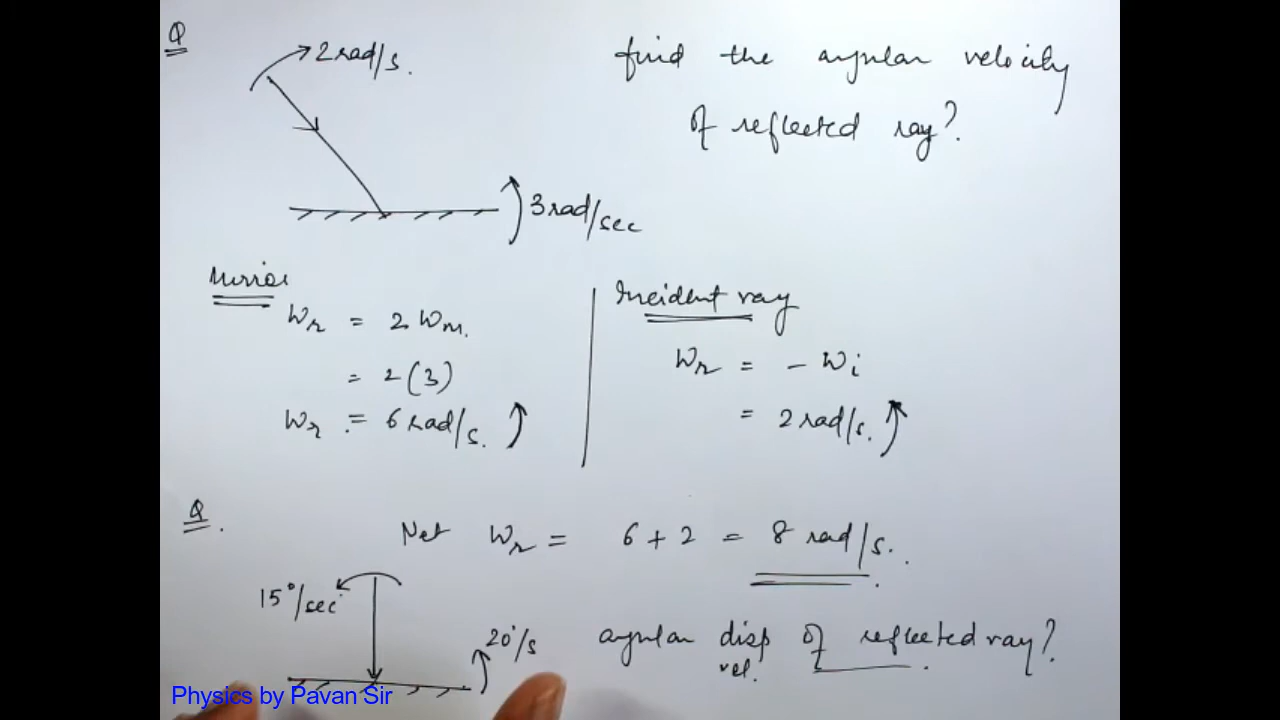 Q
2 rad/s.
find the angular velocity
of reflected ray?
3 rad/sec
Mirror
Wr = 2 Wm.
= 2(3)
Wr = 6 rad/s.
Incident ray
Wr = - Wi
= 2 rad/s.
Q.
Net Wr = 6 + 2 = 8 rad/s.
15°/sec
20°/s
angular disp of reflected ray?
vel.
Physics by Pavan Sir